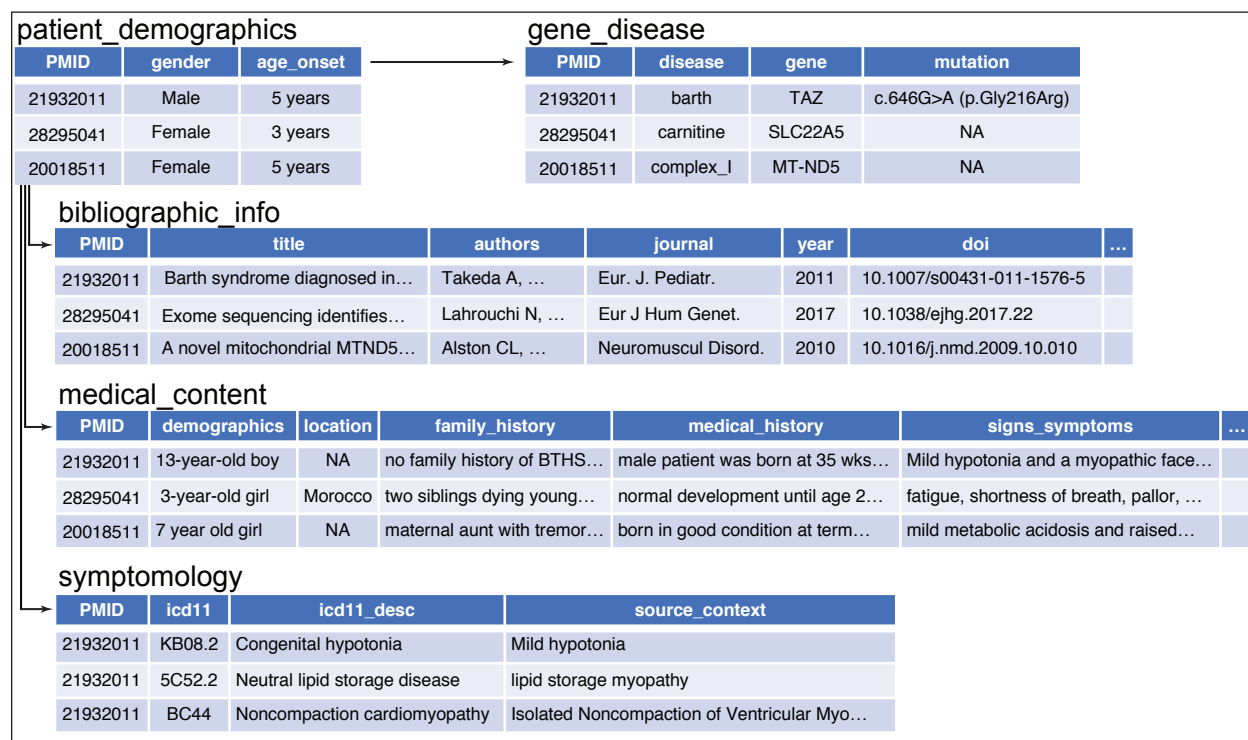 patient_demographics
PMID gender age_onset
21932011 Male 5 years
28295041 Female 3 years
20018511 Female 5 years
gene_disease
PMID disease gene mutation
21932011 barth TAZ c.646G>A (p.Gly216Arg)
28295041 carnitine SLC22A5 NA
20018511 complex_I MT-ND5 NA
bibliographic_info
PMID title authors journal year doi ...
21932011 Barth syndrome diagnosed in... Takeda A, ... Eur. J. Pediatr. 2011 10.1007/s00431-011-1576-5
28295041 Exome sequencing identifies... Lahrouchi N, ... Eur J Hum Genet. 2017 10.1038/ejhg.2017.22
20018511 A novel mitochondrial MTND5... Alston CL, ... Neuromuscul Disord. 2010 10.1016/j.nmd.2009.10.010
medical_content
PMID demographics location family_history medical_history signs_symptoms ...
21932011 13-year-old boy NA no family history of BTHS... male patient was born at 35 wks... Mild hypotonia and a myopathic face...
28295041 3-year-old girl Morocco two siblings dying young... normal development until age 2... fatigue, shortness of breath, pallor, ...
20018511 7 year old girl NA maternal aunt with tremor... born in good condition at term... mild metabolic acidosis and raised...
symptomology
PMID icd11 icd11_desc source_context
21932011 KB08.2 Congenital hypotonia Mild hypotonia
21932011 5C52.2 Neutral lipid storage disease lipid storage myopathy
21932011 BC44 Noncompaction cardiomyopathy Isolated Noncompaction of Ventricular Myo...